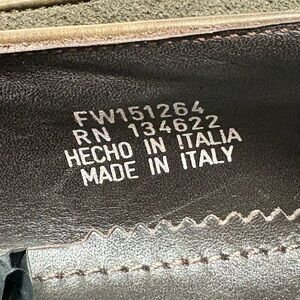 FW151264
RN 134622
HECHO IN ITALIA
MADE IN ITALY